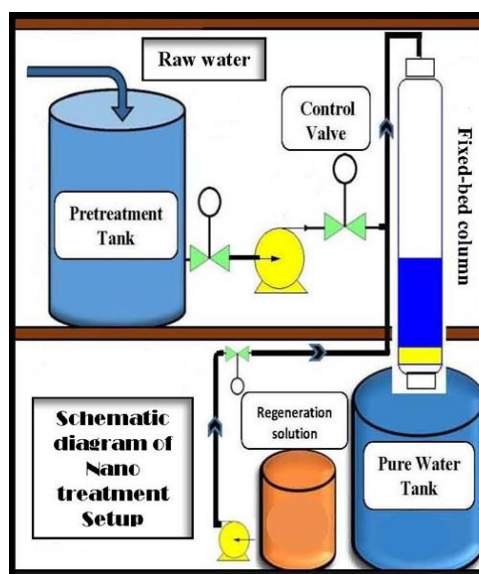 Raw water
Control
Valve
Pretreatment
Tank
Fixed-bed column
Regeneration
solution
Schematic
diagram of
Nano
treatment
Setup
Pure Water
Tank